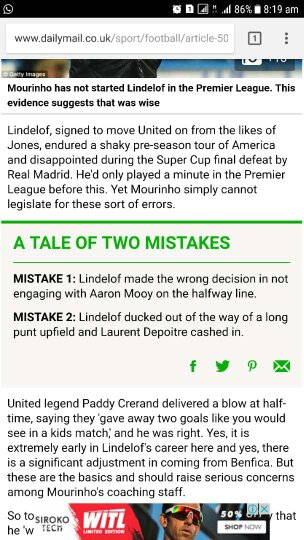 86% 8:19 am
www.dailymail.co.uk/sport/football/article-50
1
© Getty Images
Mourinho has not started Lindelof in the Premier League. This
evidence suggests that was wise
Lindelof, signed to move United on from the likes of
Jones, endured a shaky pre-season tour of America
and disappointed during the Super Cup final defeat by
Real Madrid. He'd only played a minute in the Premier
League before this. Yet Mourinho simply cannot
legislate for these sort of errors.
A TALE OF TWO MISTAKES
MISTAKE 1: Lindelof made the wrong decision in not
engaging with Aaron Mooy on the halfway line.
MISTAKE 2: Lindelof ducked out of the way of a long
punt upfield and Laurent Depoitre cashed in.
United legend Paddy Crerand delivered a blow at half-
time, saying they 'gave away two goals like you would
see in a kids match,' and he was right. Yes, it is
extremely early in Lindelof's career here and yes, there
is a significant adjustment in coming from Benfica. But
these are the basics and should raise serious concerns
among Mourinho's coaching staff.
So to
that
he 'w
SIROKO
TECH
WITL
LIMITED EDITION
50%
SHOP NOW